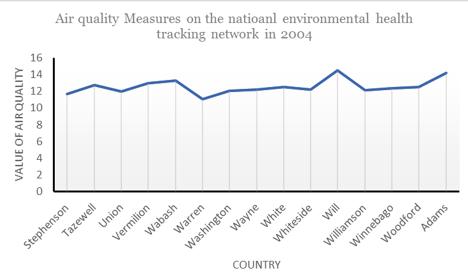 Air quality Measures on the natioanl environmental health
tracking network in 2004
VALUE OF AIR QUALITY
16
14
12
10
8
6
4
2
0
Stephenson
Tazewell
Union
Vermilion
Wabash
Warren
Washington
Wayne
White
Whiteside
Will
Williamson
Winnebago
Woodford
Adams
COUNTRY